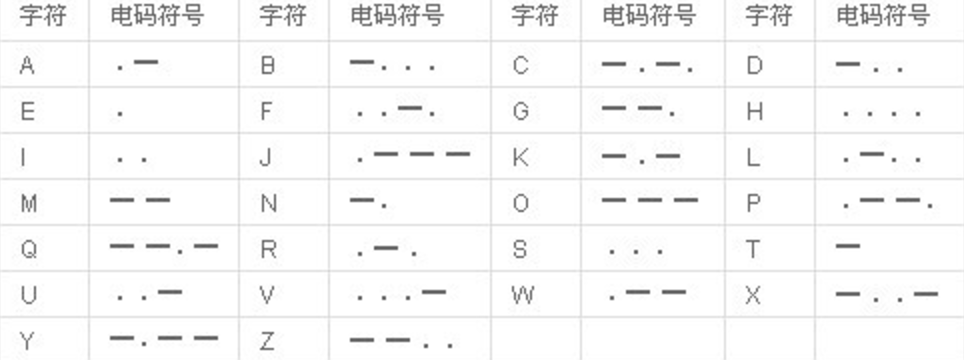 字符 电码符号 字符 电码符号 字符 电码符号 字符 电码符号
A .━ B ━... C ━.━. D ━..
E . F ..━. G ━━. H ....
I .. J .━━━ K ━.━ L .━..
M ━━ N ━. O ━━━ P .━━.
Q ━━.━ R .━. S ... T ━
U ..━ V ...━ W .━━ X ━..━
Y ━.━━ Z ━━..